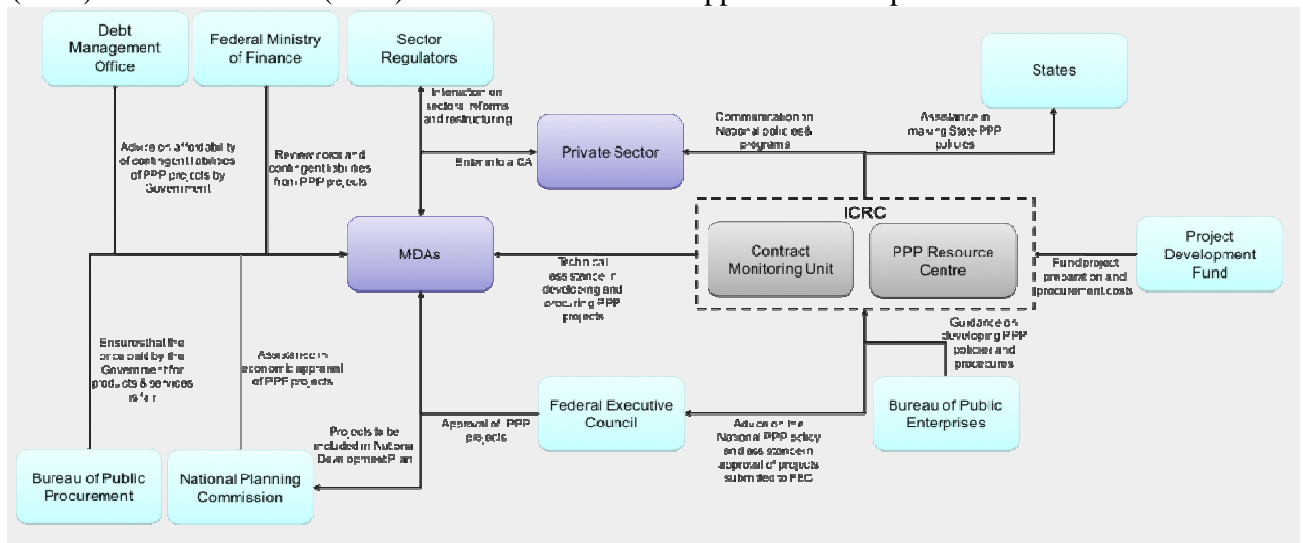 Debt
Management
Office
Federal Ministry
of Finance
Sector
Regulators
States
Interaction on
sectors reforms
and restructuring
Communication on
National policies &
programs
Assistance in
making State PPP
policies
Private Sector
Enter into a CA
Advice on affordability
of contingent liabilities
of PPP projects by
Government
Review costs and
contingent liabilities
from PPP projects
ICRC
MDAs
Contract
Monitoring Unit
PPP Resource
Centre
Project
Development
Fund
Technical
assistance in
developing and
procuring PPP
projects
Fund project
preparation and
procurement costs
Guidance on
developing PPP
policies and
procedures
Ensures that the
price paid by the
Government for
products & services
is fair
Assistance in
economic appraisal
of PPP projects
Federal Executive
Council
Bureau of Public
Enterprises
Approval of PPP
projects
Projects to be
included in National
Development Plan
Advice on the
National PPP policy
and assistance in
approval of projects
submitted to FEC
Bureau of Public
Procurement
National Planning
Commission